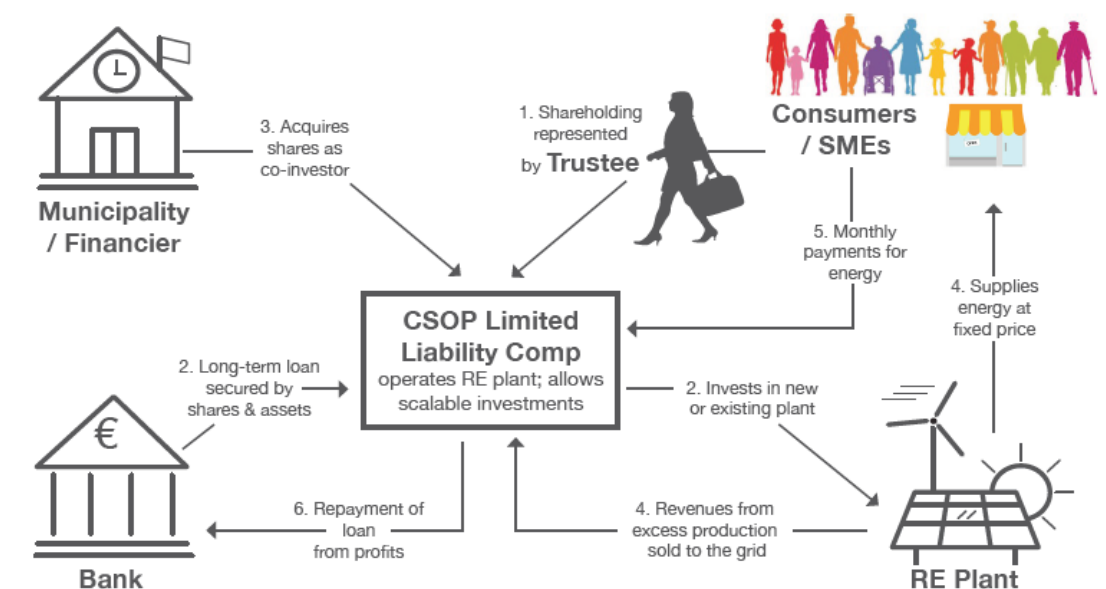 1. Shareholding
represented
by Trustee
Consumers
/ SMEs
3. Acquires
shares as
co-investor
Municipality
/ Financier
5. Monthly
payments for
energy
4. Supplies
energy at
fixed price
CSOP Limited
Liability Comp
operates RE plant; allows
scalable investments
2. Long-term loan
secured by
shares & assets
2. Invests in new
or existing plant
€
6. Repayment of
loan
from profits
4. Revenues from
excess production
sold to the grid
Bank
RE Plant